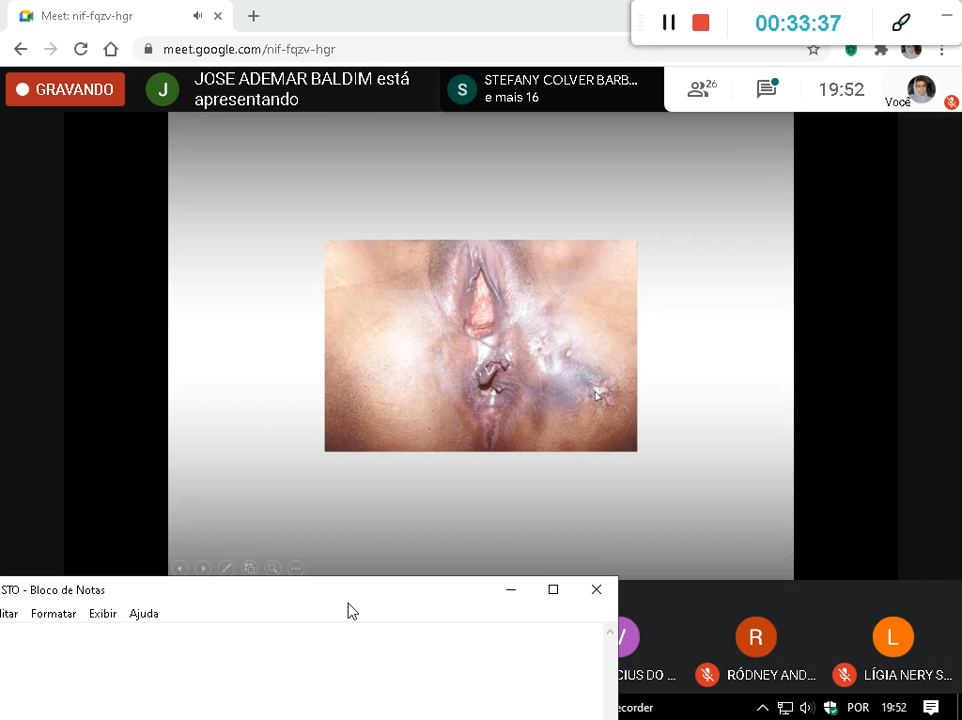 Meet: nif-fqzv-hgr
00:33:37
meet.google.com/nif-fqzv-hgr
GRAVANDO
J
JOSE ADEMAR BALDIM está
apresentando
S
STEFANY COLVER BARB...
e mais 16
26
19:52
Você
STO - Bloco de Notas
litar Formatar Exibir Ajuda
V
R
L
CIUS DO ...
RÓDNEY AND...
LÍGIA NERY S...
ecorder
POR
19:52